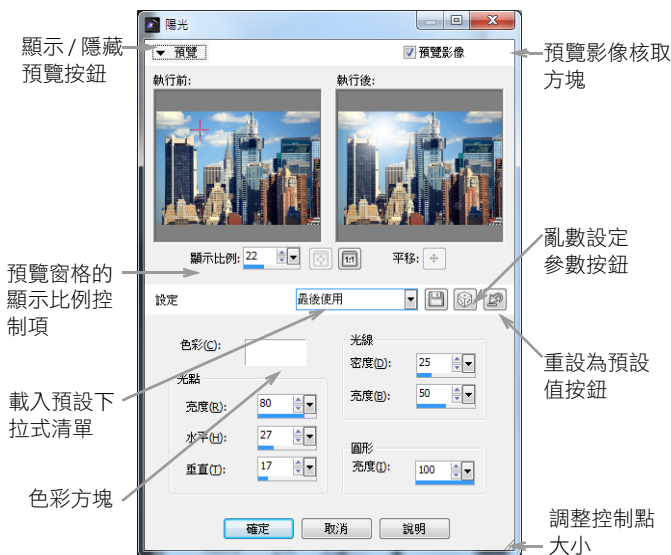 陽光
顯示 / 隱藏
預覽按鈕
預覽
預覽影像
預覽影像核取
方塊
執行前:
執行後:
顯示比例: 22
1:1
平移:
預覽窗格的
顯示比例控
制項
亂數設定
參數按鈕
設定
最後使用
重設為預設
值按鈕
色彩(C):
光線
密度(D): 25
亮度(B): 50
光點
亮度(R): 80
水平(H): 27
垂直(T): 17
圓形
亮度(I): 100
載入預設下
拉式清單
色彩方塊
確定
取消
說明
調整控制點
大小